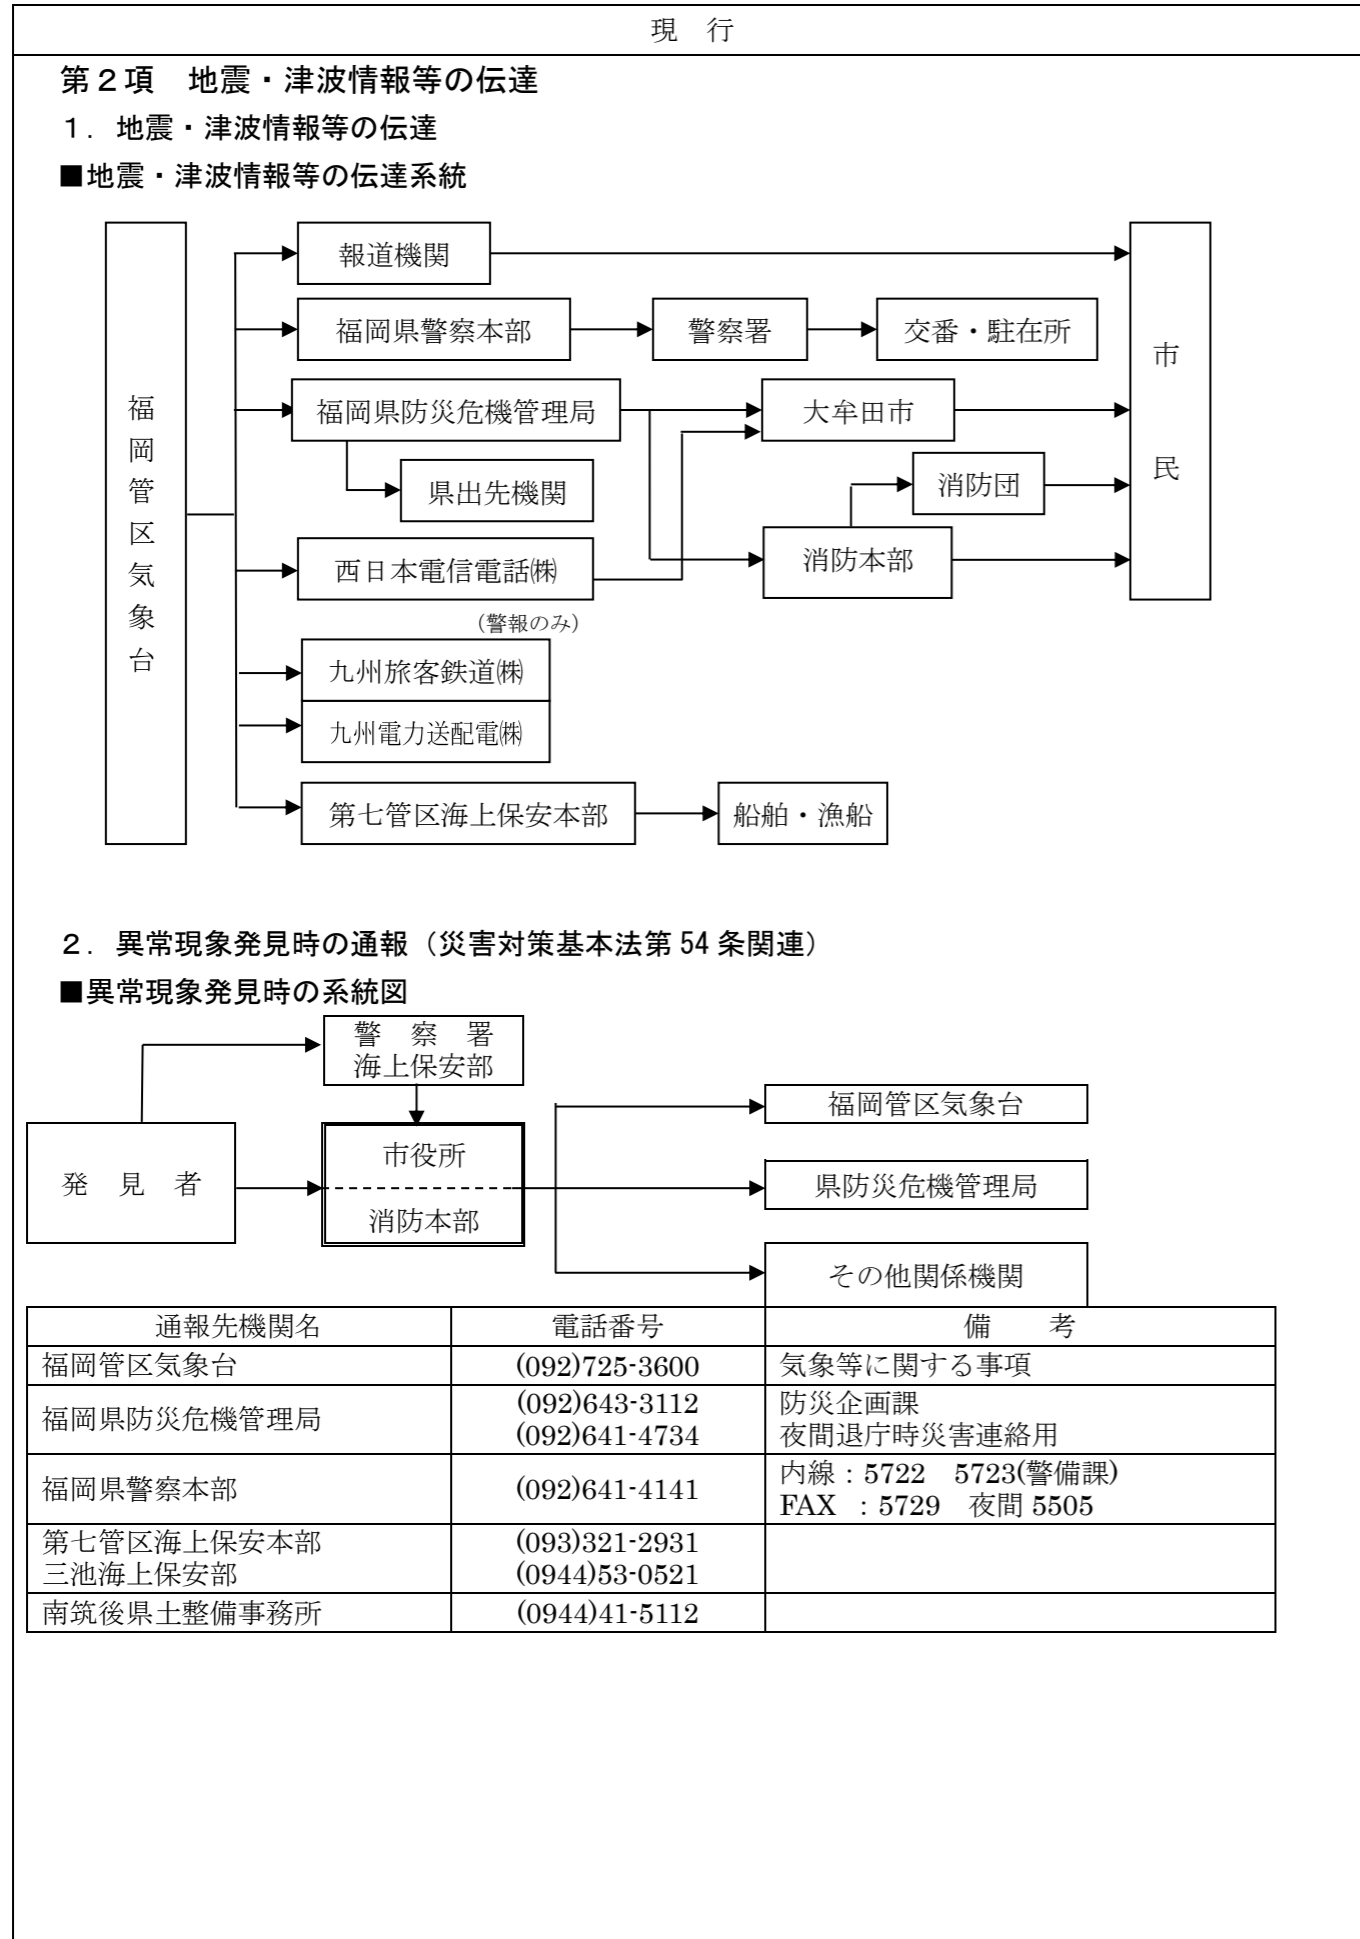 現　行
第２項　地震・津波情報等の伝達
１．地震・津波情報等の伝達
■地震・津波情報等の伝達系統
福岡管区気象台
報道機関
福岡県警察本部
警察署
交番・駐在所
市民
福岡県防災危機管理局
大牟田市
県出先機関
消防団
西日本電信電話㈱
消防本部
（警報のみ）
九州旅客鉄道㈱
九州電力送配電㈱
第七管区海上保安本部
船舶・漁船
２．異常現象発見時の通報（災害対策基本法第 54 条関連）
■異常現象発見時の系統図
警　察　署
海上保安部
福岡管区気象台
発　見　者
市役所
消防本部
県防災危機管理局
その他関係機関
通報先機関名　電話番号　備　　考
福岡管区気象台　(092)725-3600　気象等に関する事項
福岡県防災危機管理局　(092)643-3112　防災企画課
(092)641-4734　夜間退庁時災害連絡用
福岡県警察本部　(092)641-4141　内線：5722　5723(警備課)
FAX ：5729　夜間 5505
第七管区海上保安本部　(093)321-2931
三池海上保安部　(0944)53-0521
南筑後県土整備事務所　(0944)41-5112